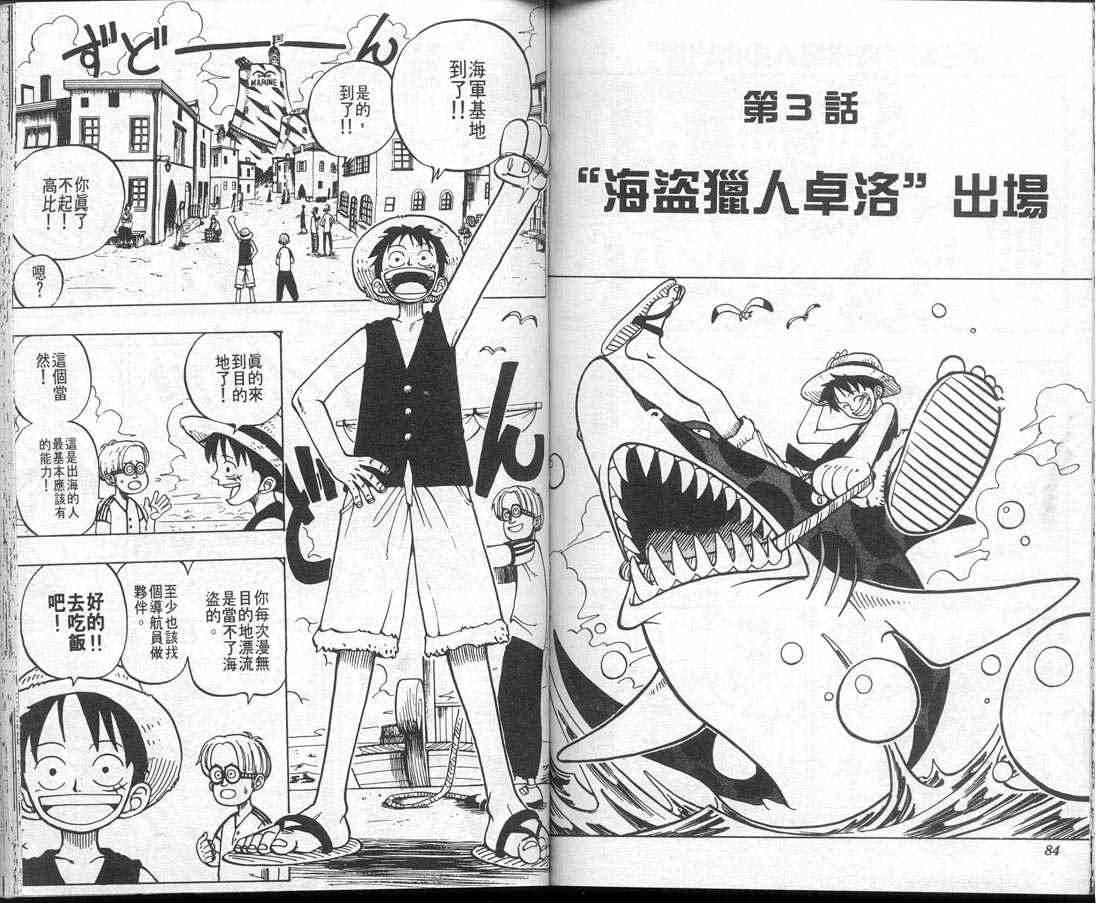 第3話
“海盜獵人卓洛”出場
84
海軍基地
到了!!
是的，
到了!!
ずどーん
MARINE
你眞了
不起！
高比！
嗯？
眞的來
到目的
地了！
這個當
然！
這是出海的人
最基本應該有
的能力！
你每次漫無
目的地漂流
是當不了海
盜的。
至少也該找
個導航員做
夥伴。
好的!!
去吃飯
吧！